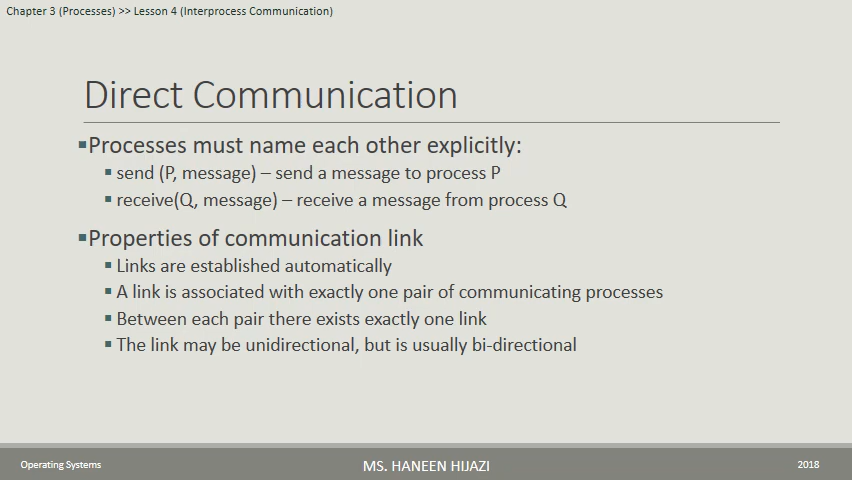 Chapter 3 (Processes) >> Lesson 4 (Interprocess Communication)
Direct Communication
▪Processes must name each other explicitly:
▪ send (P, message) – send a message to process P
▪ receive(Q, message) – receive a message from process Q
▪Properties of communication link
▪ Links are established automatically
▪ A link is associated with exactly one pair of communicating processes
▪ Between each pair there exists exactly one link
▪ The link may be unidirectional, but is usually bi-directional
Operating Systems
MS. HANEEN HIJAZI
2018